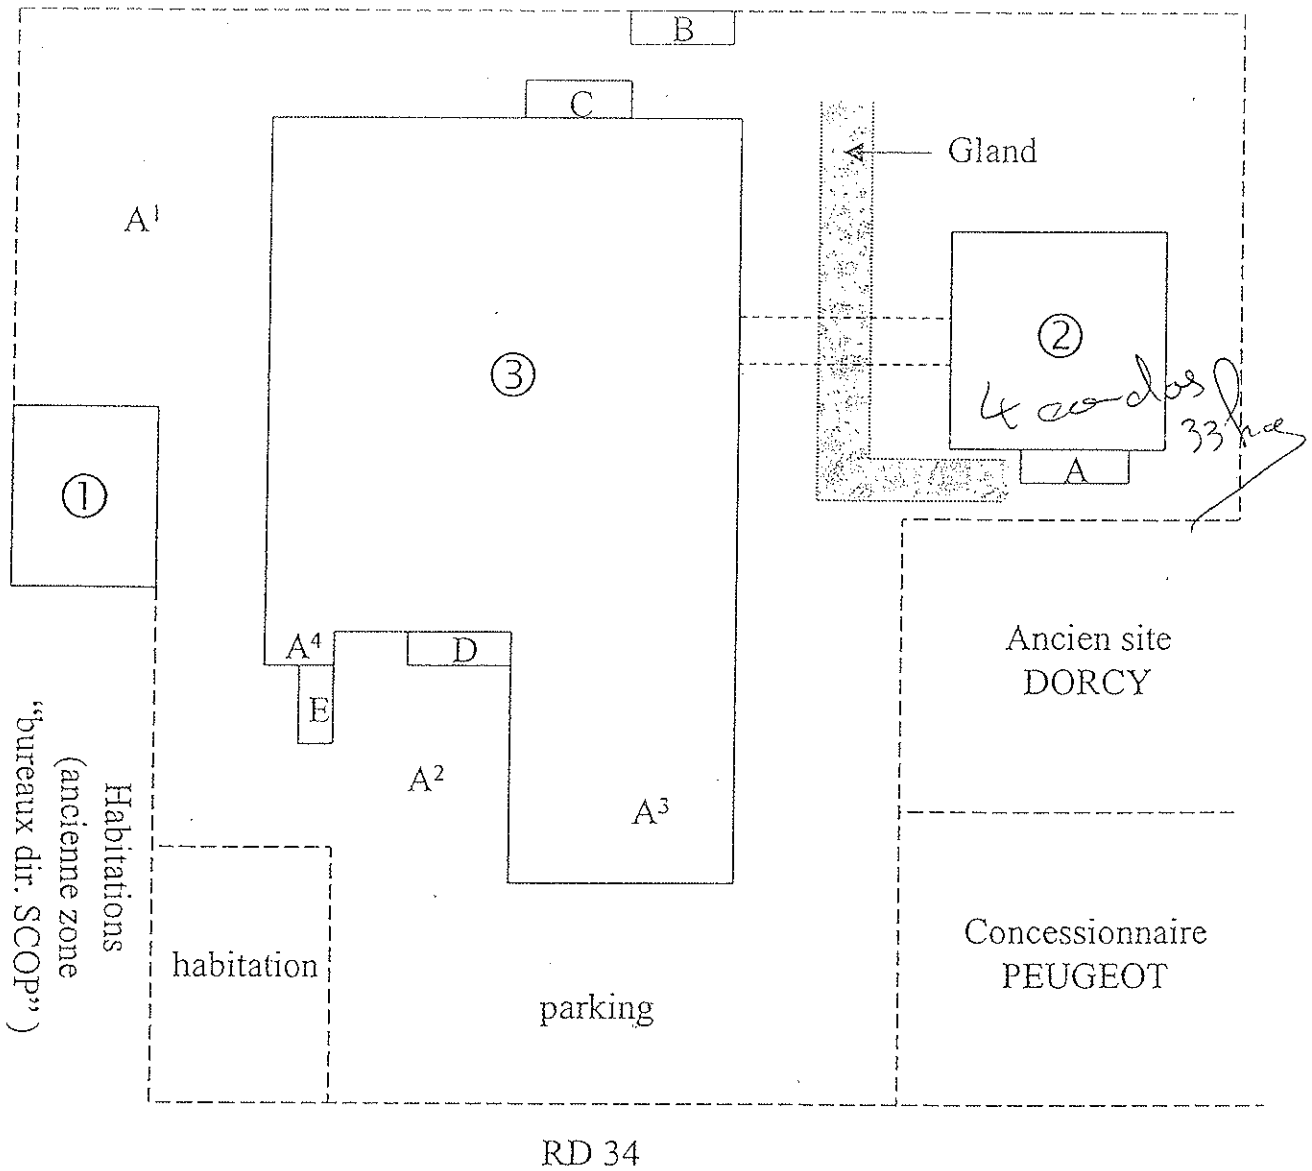 B
C
Gland
A¹
②
③
4 condos
33 ha
A
①
A⁴
D
E
Ancien site
DORCY
A²
A³
Habitations
(ancienne zone
“bureaux dir. SCOP” )
habitation
Concessionnaire
PEUGEOT
parking
RD 34